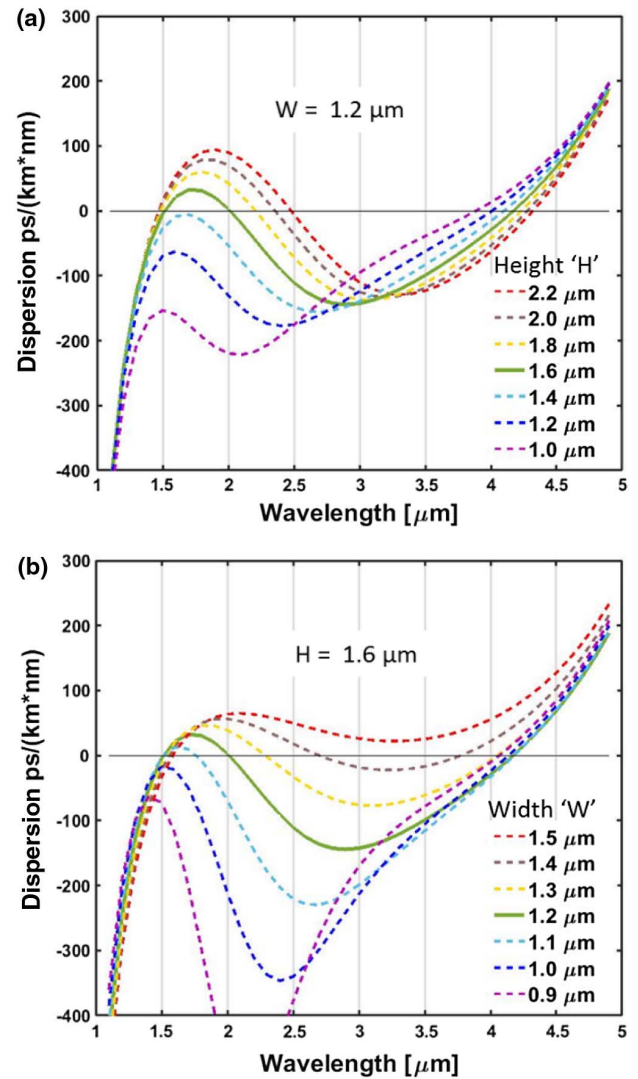 (a)
300
200
100
0
-100
-200
-300
-400
Dispersion ps/(km*nm)
W = 1.2 μm
Height 'H'
2.2 μm
2.0 μm
1.8 μm
1.6 μm
1.4 μm
1.2 μm
1.0 μm
1 1.5 2 2.5 3 3.5 4 4.5 5
Wavelength [μm]
(b)
300
200
100
0
-100
-200
-300
-400
Dispersion ps/(km*nm)
H = 1.6 μm
Width 'W'
1.5 μm
1.4 μm
1.3 μm
1.2 μm
1.1 μm
1.0 μm
0.9 μm
1 1.5 2 2.5 3 3.5 4 4.5 5
Wavelength [μm]